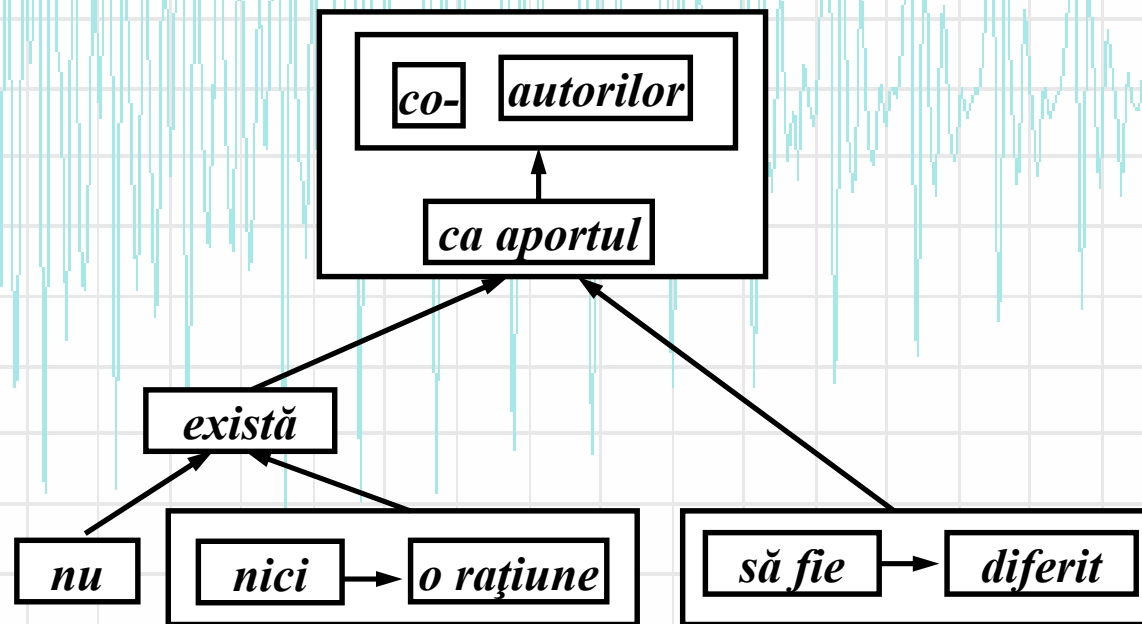 co- autorilor
ca aportul
există
nu nici o raţiune să fie diferit